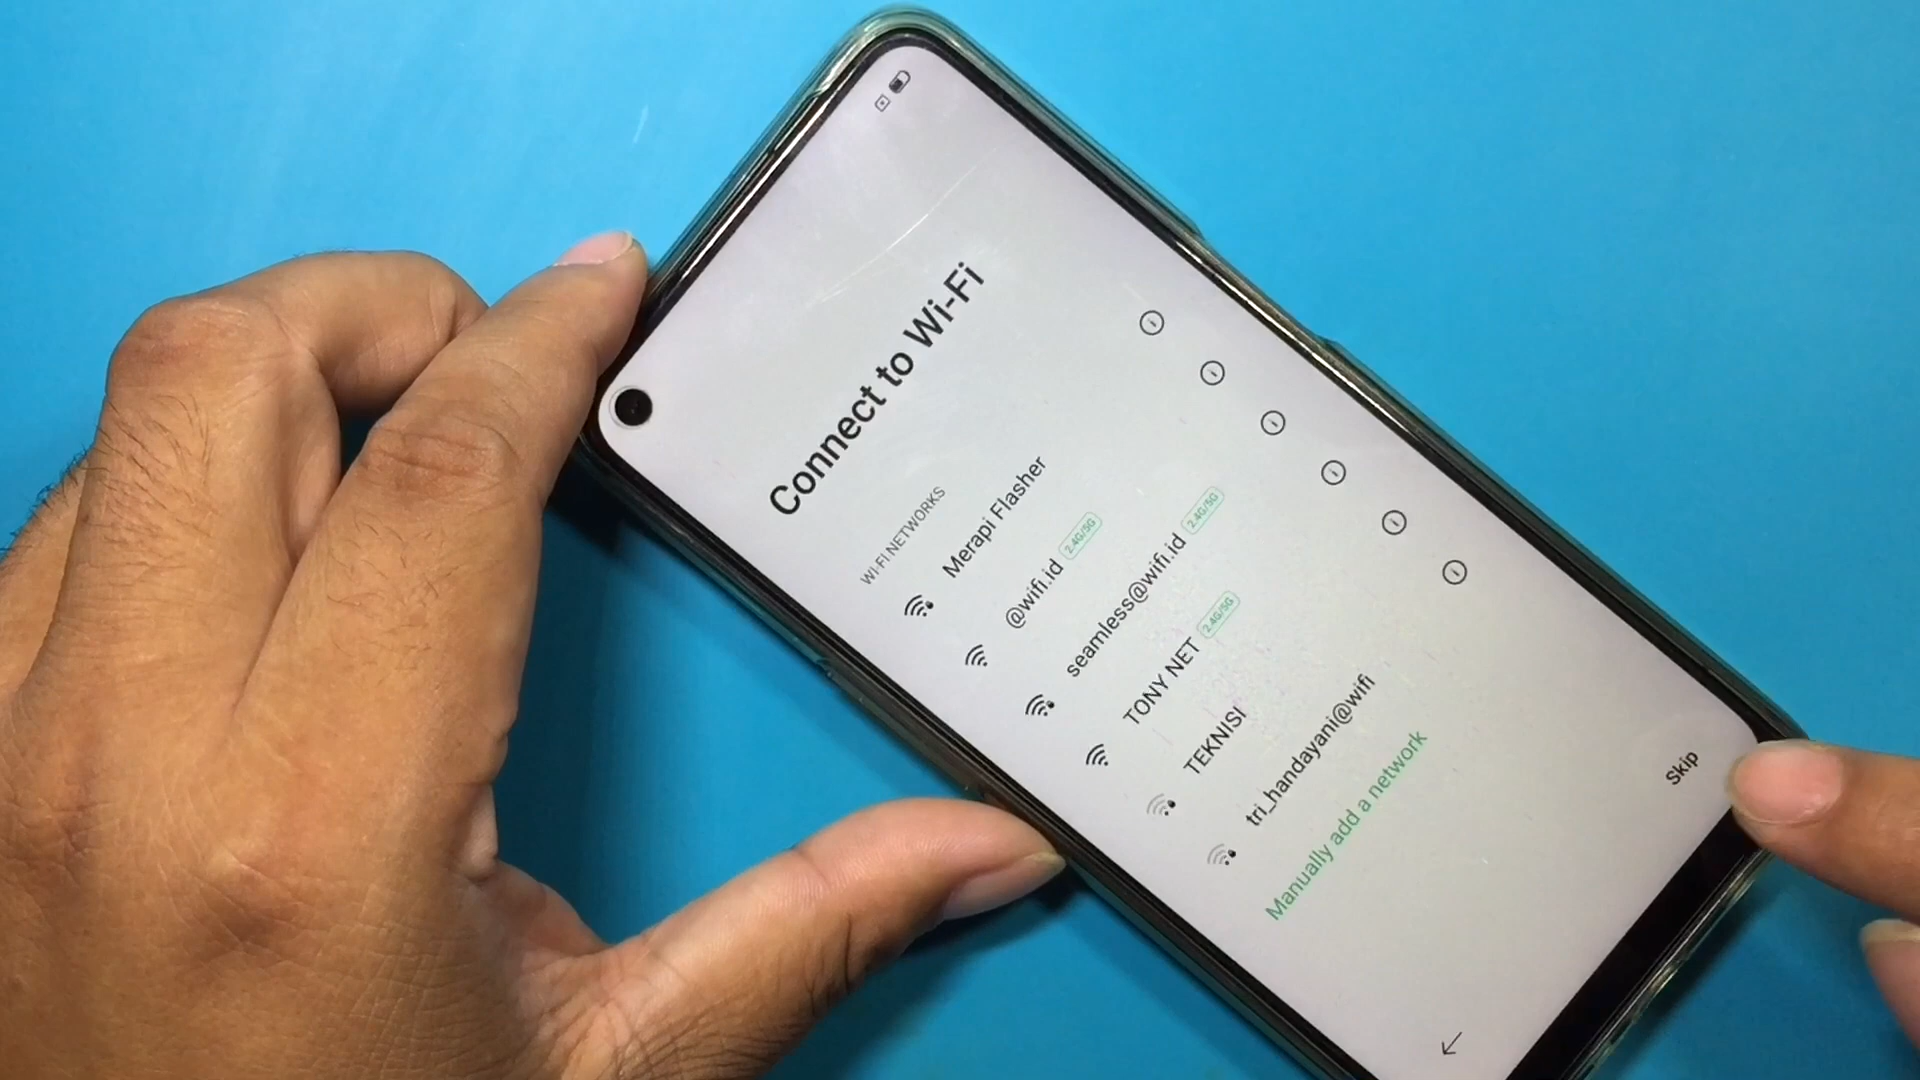 Connect to Wi-Fi
WI-FI NETWORKS
Merapi Flasher
@wifi.id 2.4G/5G
seamless@wifi.id 2.4G/5G
TONY NET 2.4G/5G
TEKNISI
tri_handayani@wifi
Manually add a network
Skip